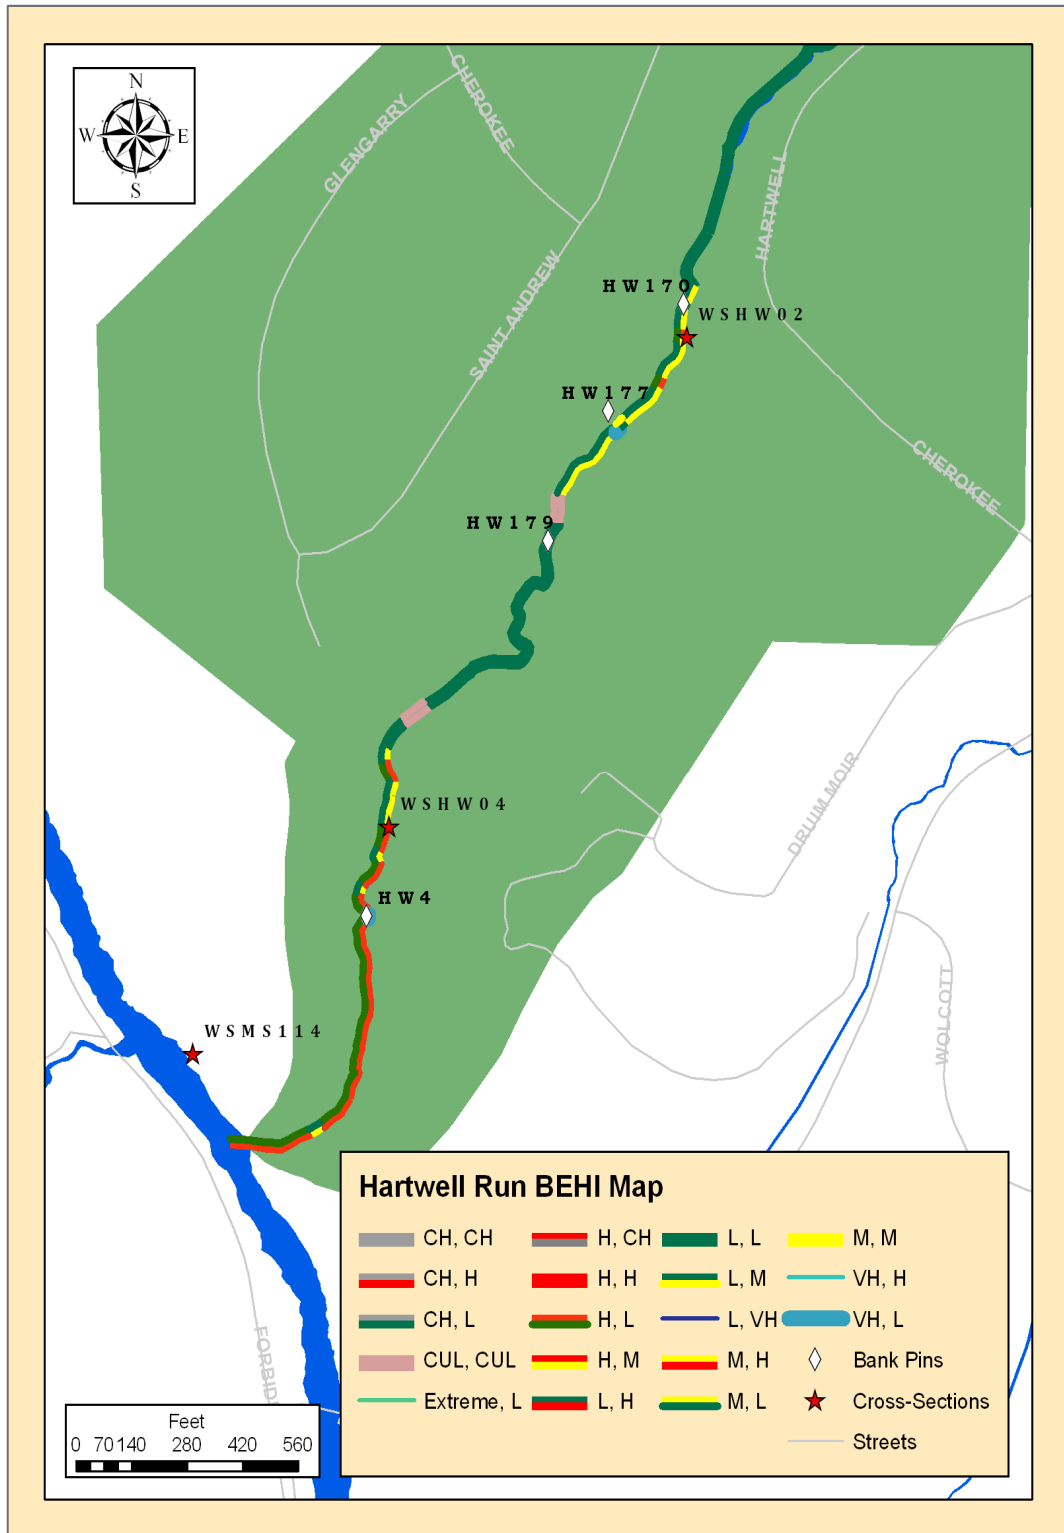 N
W E
S
CHEROKEE
GLENGARRY
HARTWELL
SAINT ANDREW
HW170
WSHW02
HW177
CHEROKEE
HW179
WSHW04
DRUIM MOIR
HW4
WOLCOTT
WSMS114
FORBID
Hartwell Run BEHI Map
CH, CH
H, CH
L, L
M, M
CH, H
H, H
L, M
VH, H
CH, L
H, L
L, VH
VH, L
CUL, CUL
H, M
M, H
Bank Pins
Extreme, L
L, H
M, L
Cross-Sections
Streets
Feet
0 70 140 280 420 560